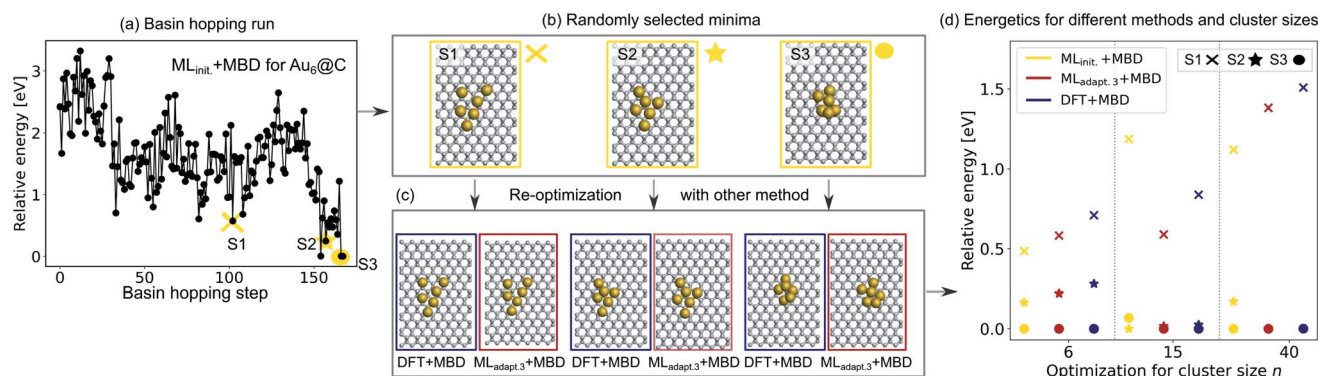 (a) Basin hopping run
ML_init.+MBD for Au₆@C
Relative energy [eV]
3
2
1
0
S1
S2
S3
0
50
100
150
Basin hopping step
(b) Randomly selected minima
S1
S2
S3
(c)
Re-optimization
with other method
DFT+MBD
ML_adapt.3+MBD
DFT+MBD
ML_adapt.3+MBD
DFT+MBD
ML_adapt.3+MBD
(d) Energetics for different methods and cluster sizes
ML_init.+MBD
ML_adapt.3+MBD
DFT+MBD
S1 S2 S3
Relative energy [eV]
1.5
1.0
0.5
0.0
6
15
40
Optimization for cluster size n